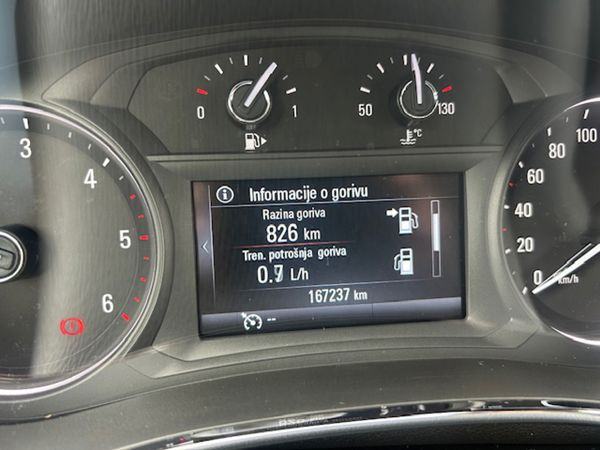 0 1
50 130
°C
3
4
5
6
Informacije o gorivu
Razina goriva
826 km
Tren. potrošnja goriva
0.7 L/h
167237 km
--
100
80
60
40
20
0
km/h